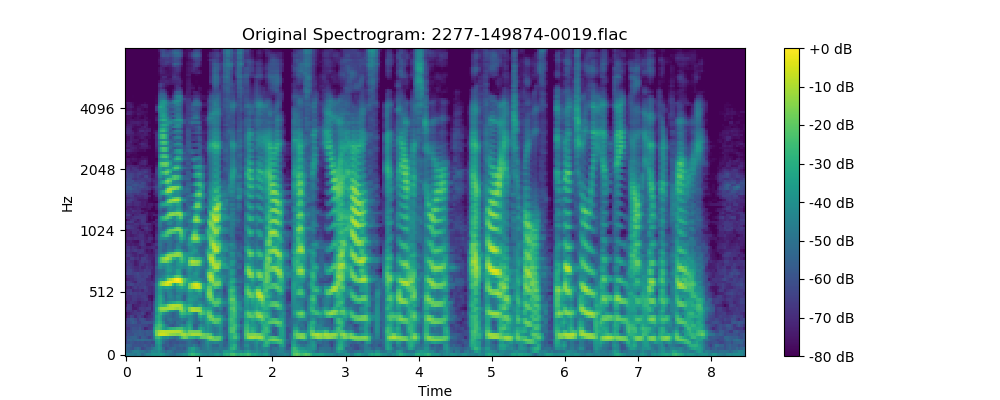 Original Spectrogram: 2277-149874-0019.flac
Hz
4096
2048
1024
512
0
0 1 2 3 4 5 6 7 8
Time
+0 dB
-10 dB
-20 dB
-30 dB
-40 dB
-50 dB
-60 dB
-70 dB
-80 dB